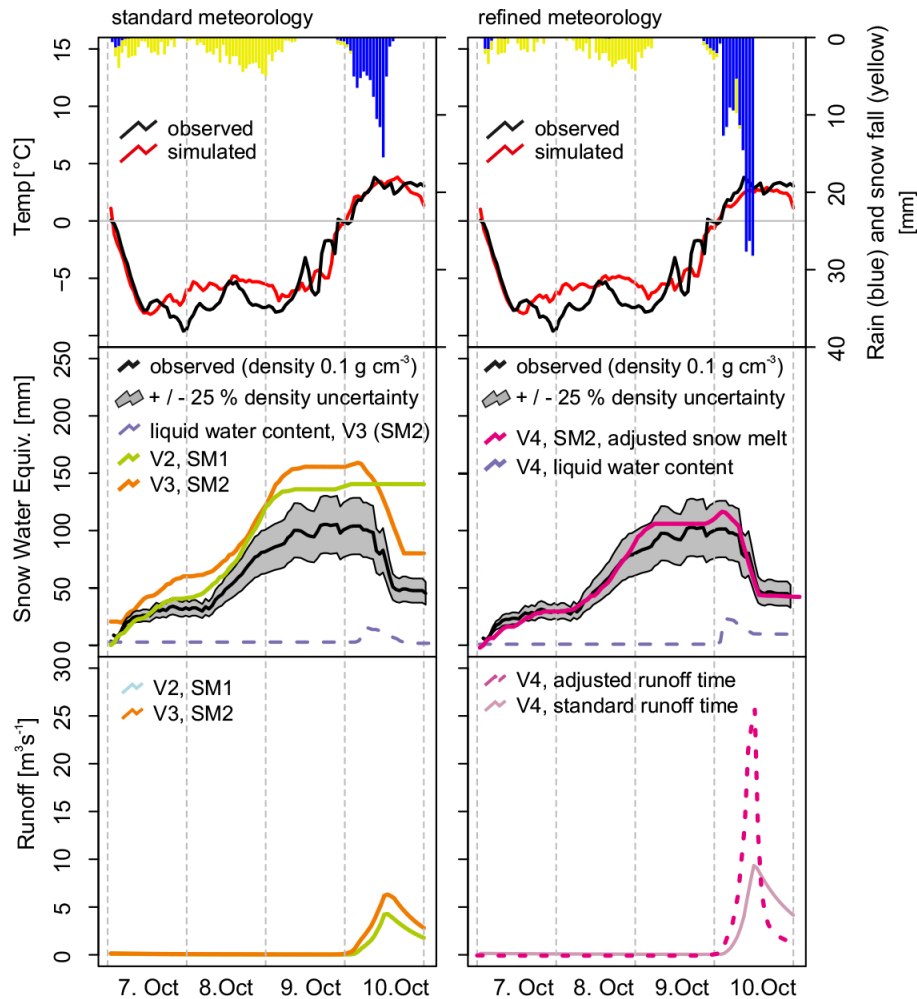 standard meteorology
refined meteorology
15
10
5
0
−5
Temp [°C]
observed
simulated
observed
simulated
0
10
20
30
40
Rain (blue) and snow fall (yellow)
[mm]
250
200
150
100
50
0
Snow Water Equiv. [mm]
observed (density 0.1 g cm⁻³)
+ / - 25 % density uncertainty
liquid water content, V3 (SM2)
V2, SM1
V3, SM2
observed (density 0.1 g cm⁻³)
+ / - 25 % density uncertainty
V4, SM2, adjusted snow melt
V4, liquid water content
30
25
20
15
10
5
0
Runoff [m³s⁻¹]
V2, SM1
V3, SM2
V4, adjusted runoff time
V4, standard runoff time
7. Oct 8.Oct 9. Oct 10.Oct
7. Oct 8.Oct 9. Oct 10.Oct